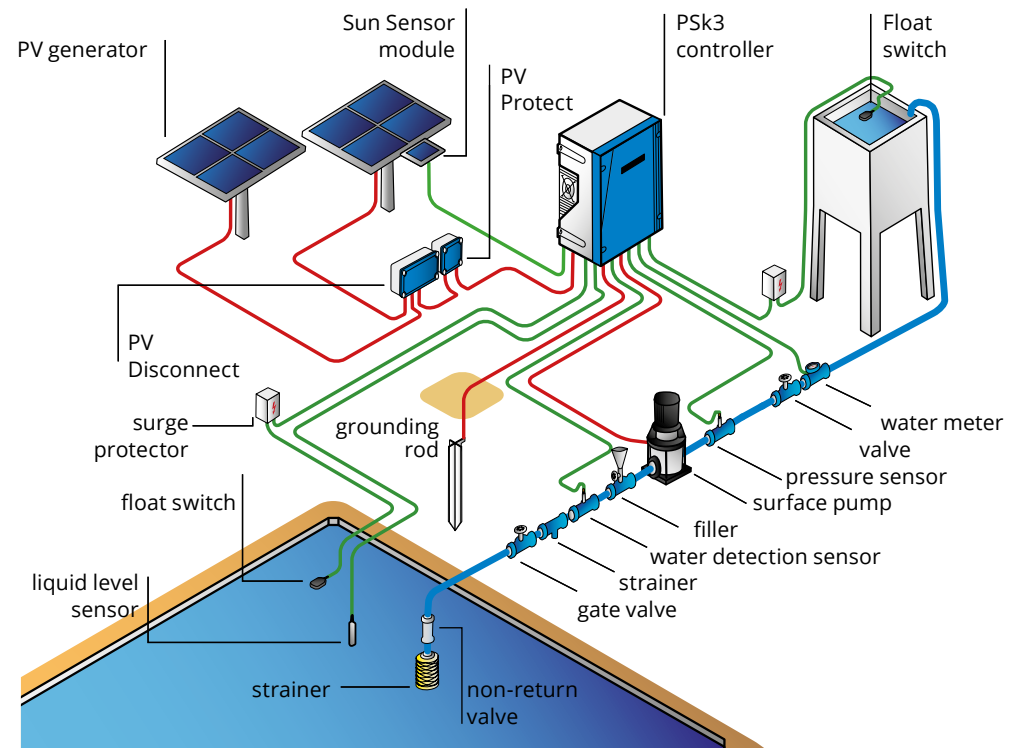 PV generator
Sun Sensor
module
PV
Protect
PSk3
controller
Float
switch
PV
Disconnect
surge
protector
grounding
rod
water meter
valve
pressure sensor
surface pump
filler
water detection sensor
strainer
gate valve
float switch
liquid level
sensor
strainer
non-return
valve